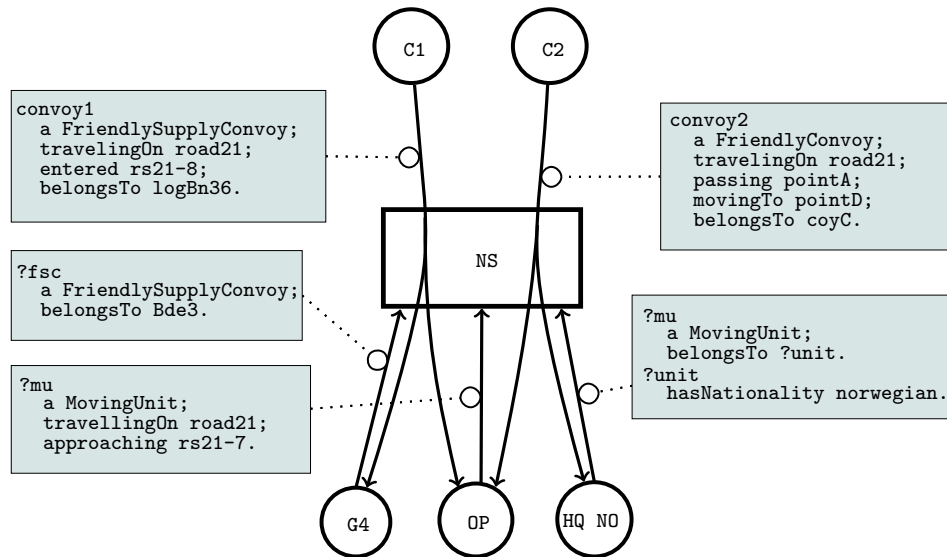 C1
C2
convoy1
a FriendlySupplyConvoy;
travelingOn road21;
entered rs21-8;
belongsTo logBn36.
convoy2
a FriendlyConvoy;
travelingOn road21;
passing pointA;
movingTo pointD;
belongsTo coyC.
NS
?fsc
a FriendlySupplyConvoy;
belongsTo Bde3.
?mu
a MovingUnit;
belongsTo ?unit.
?unit
hasNationality norwegian.
?mu
a MovingUnit;
travellingOn road21;
approaching rs21-7.
G4
OP
HQ NO